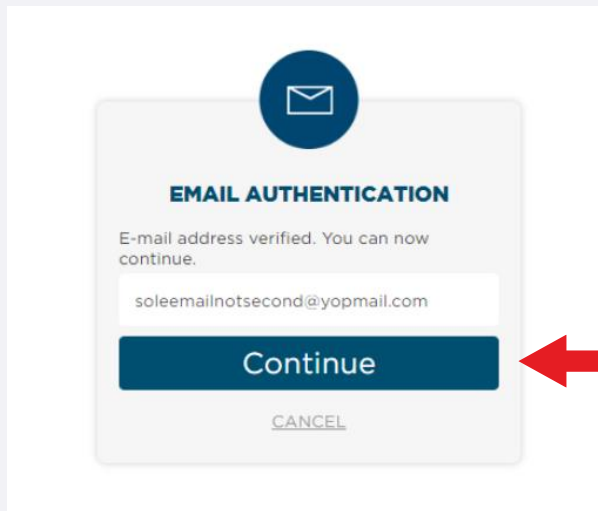 EMAIL AUTHENTICATION
E-mail address verified. You can now
continue.
soleemailnotsecond@yopmail.com
Continue
CANCEL